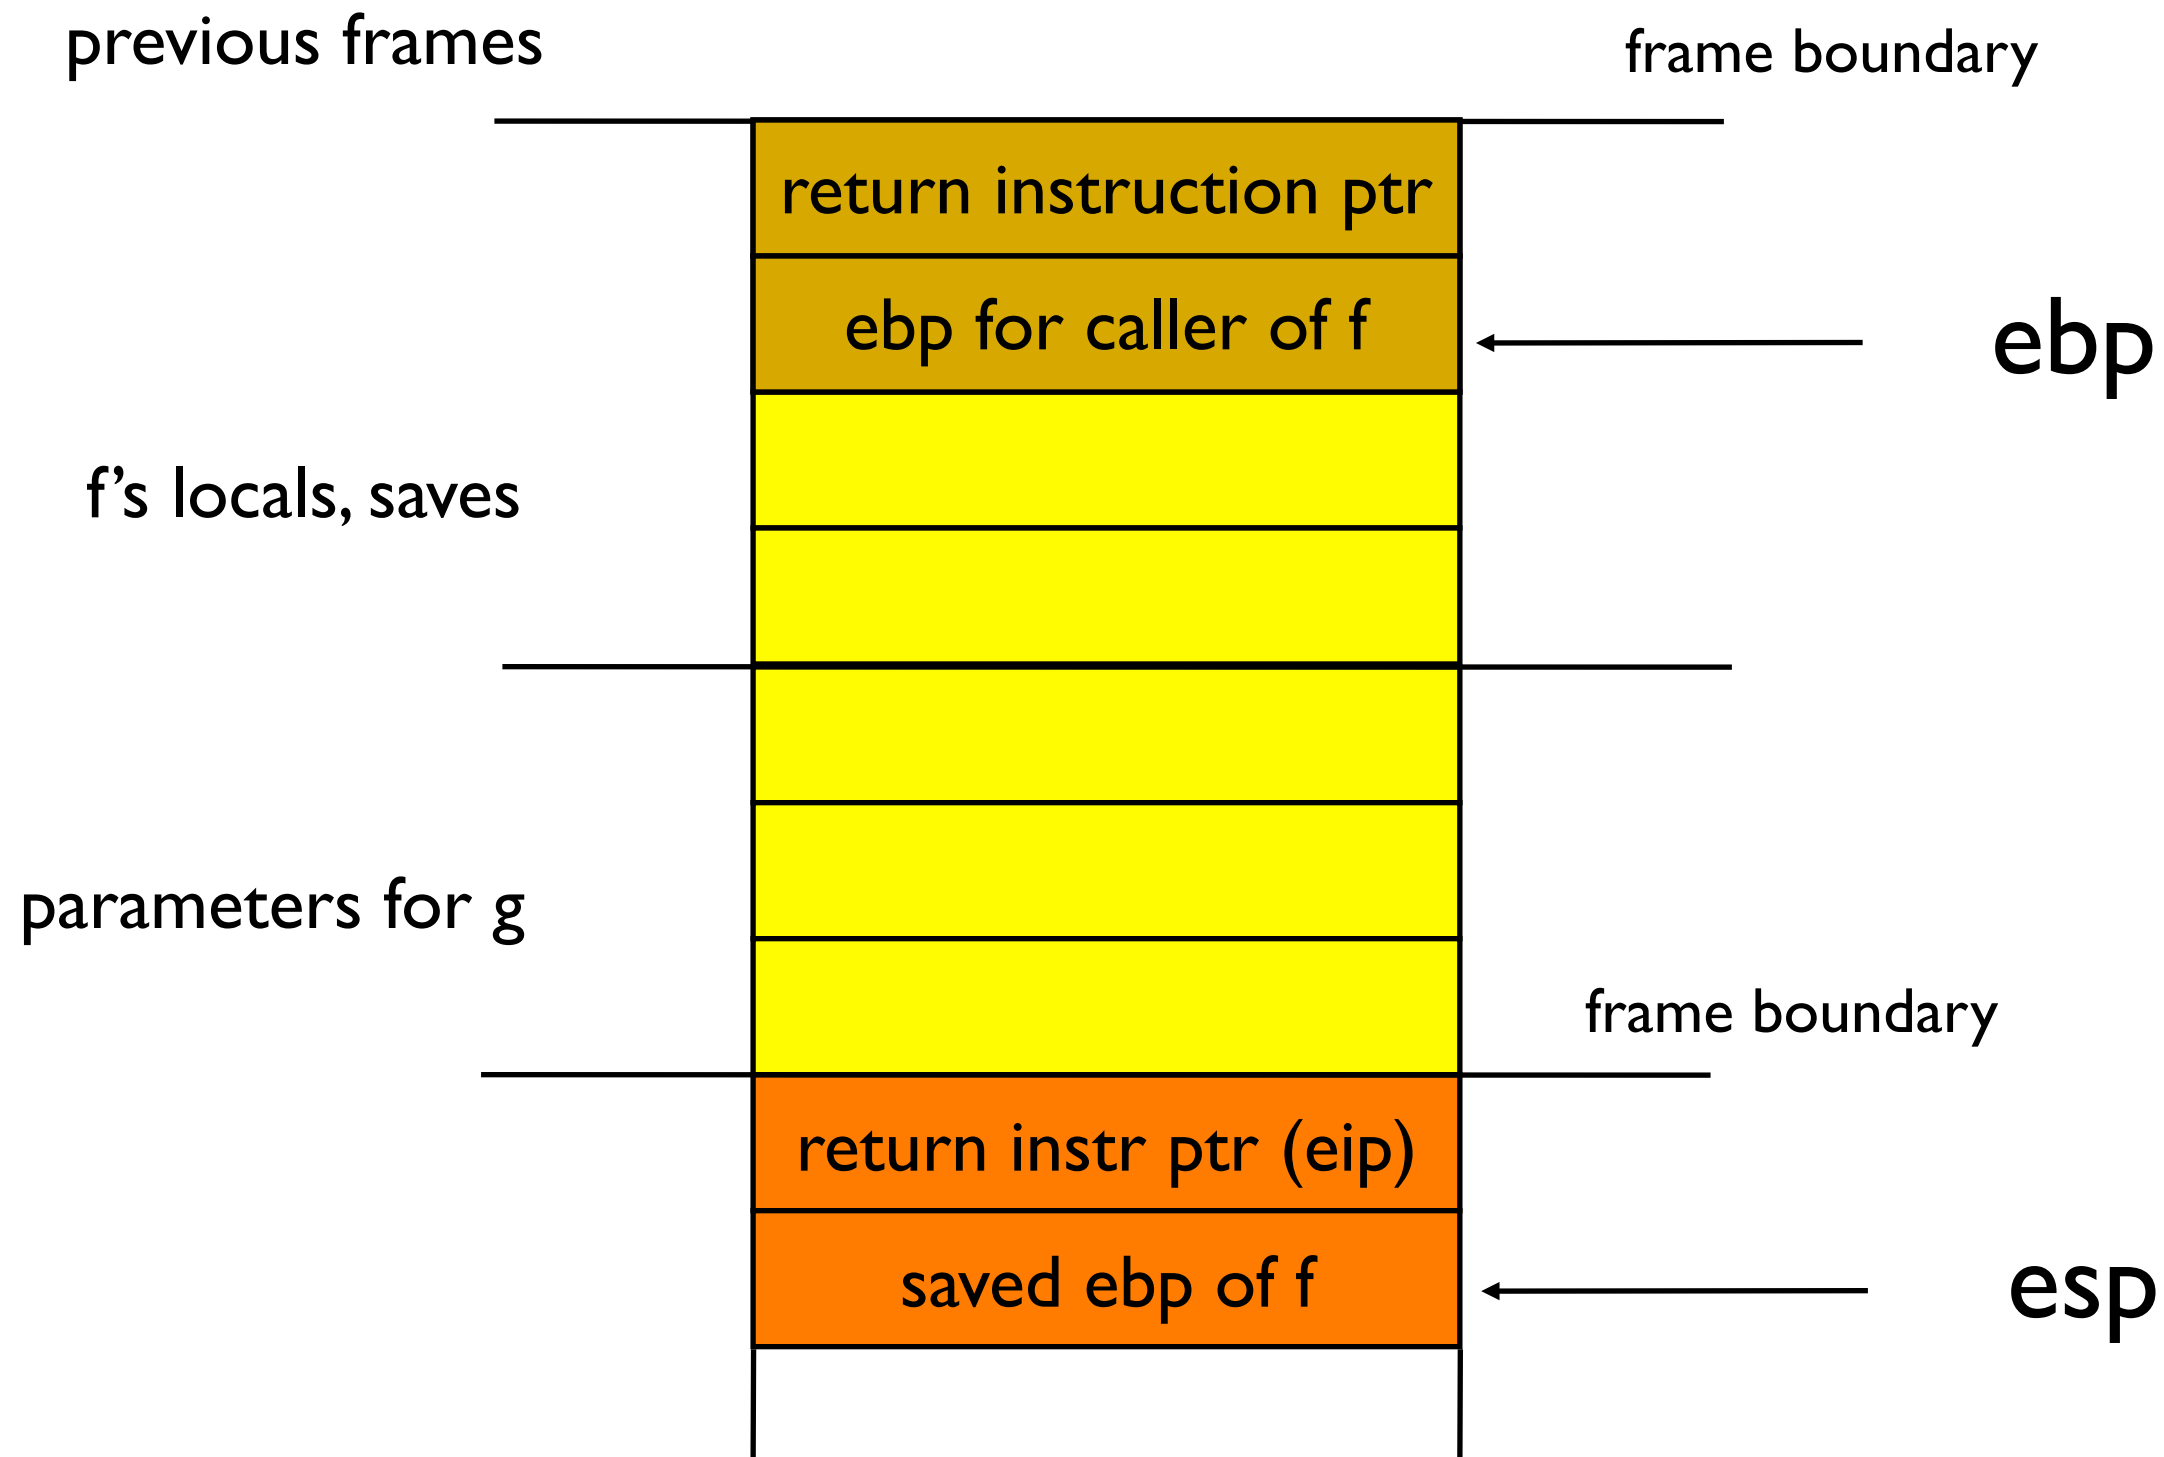 previous frames
frame boundary
return instruction ptr
ebp for caller of f
ebp
f’s locals, saves
parameters for g
frame boundary
return instr ptr (eip)
saved ebp of f
esp